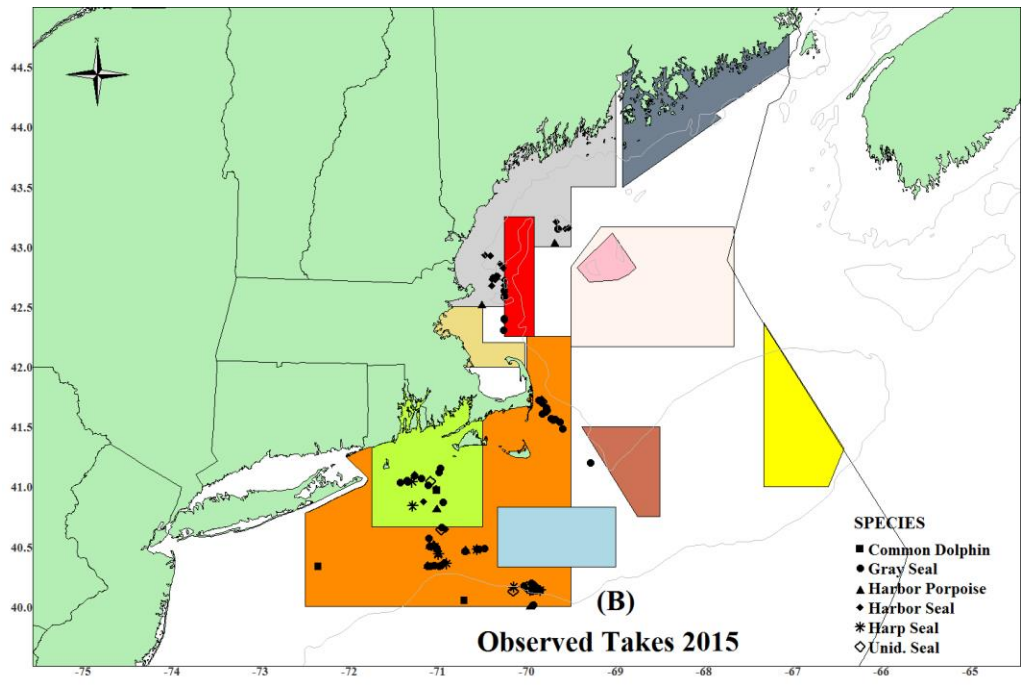 N
44.5
44.0
43.5
43.0
42.5
42.0
41.5
41.0
40.5
40.0
SPECIES
Common Dolphin
Gray Seal
Harbor Porpoise
Harbor Seal
Harp Seal
Unid. Seal
(B)
Observed Takes 2015
-75 -74 -73 -72 -71 -70 -69 -68 -67 -66 -65